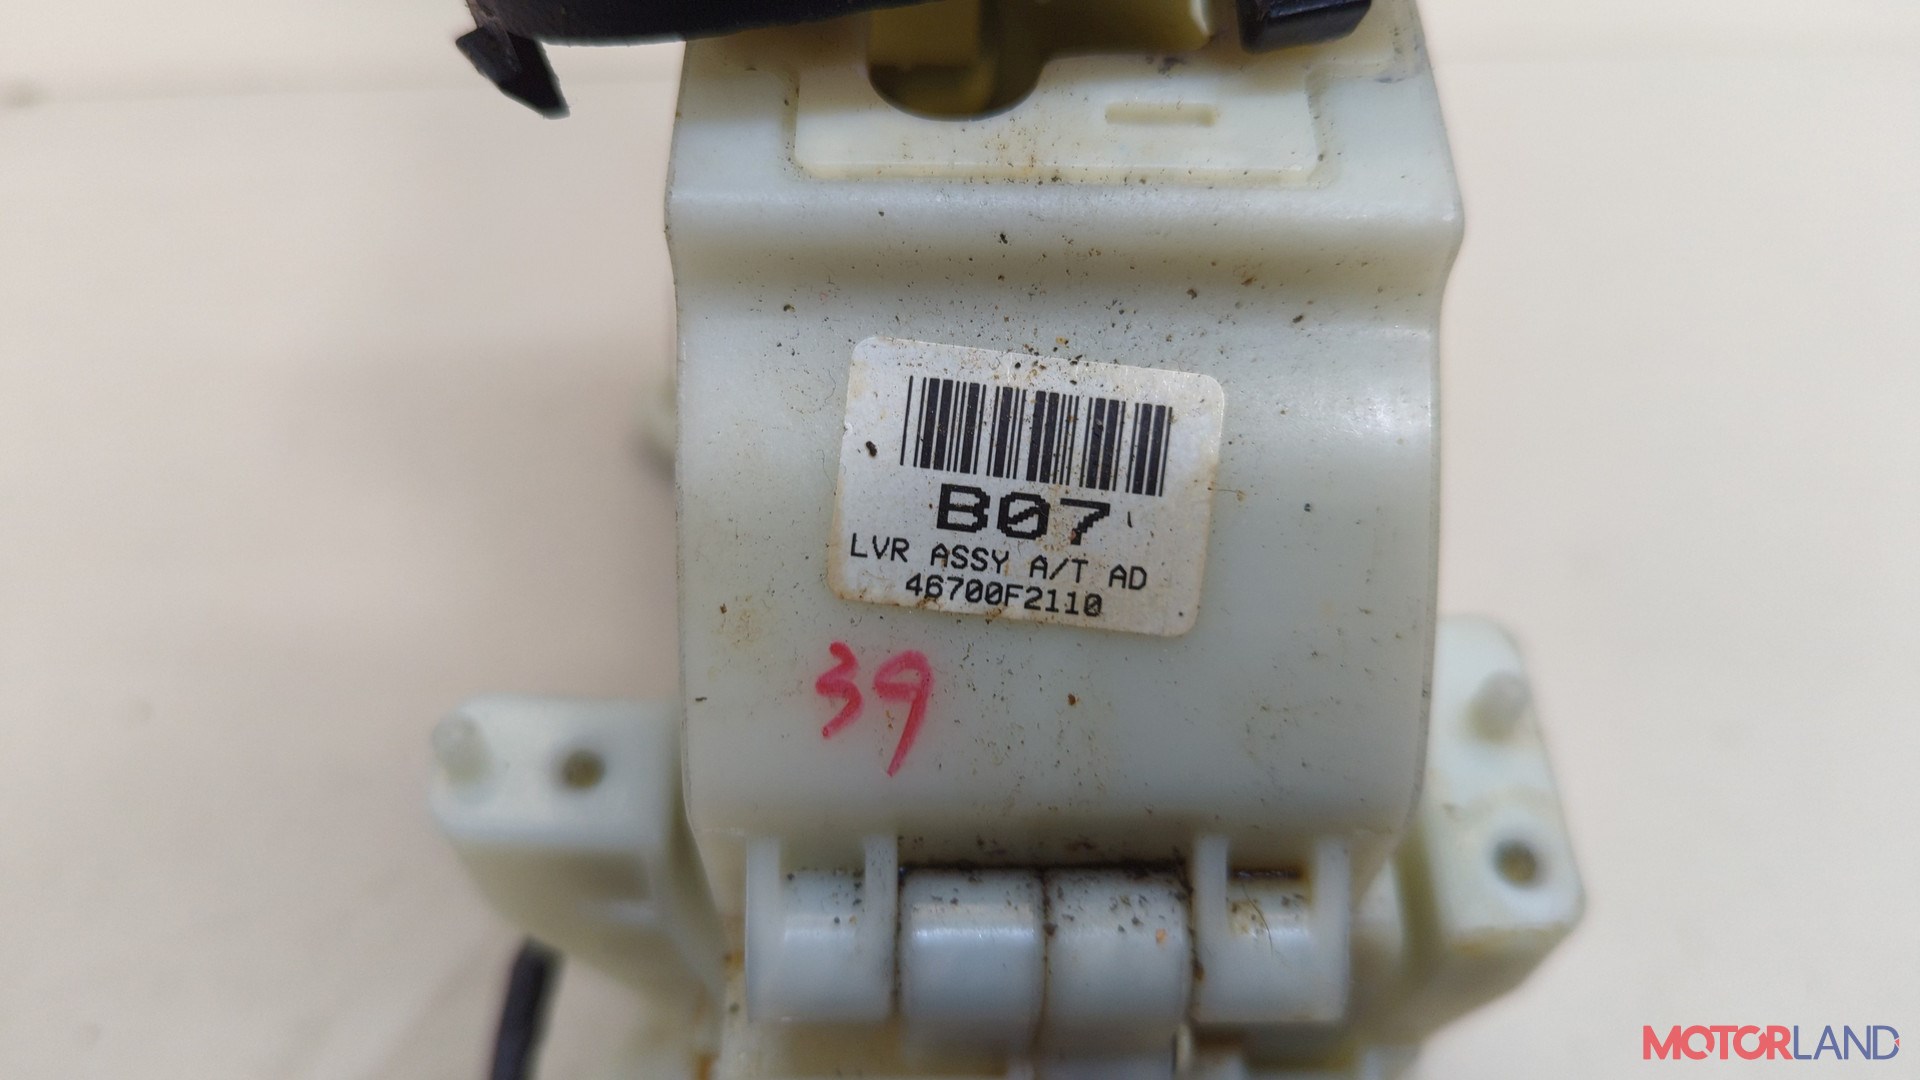 B07
LVR ASSY A/T AD
46700F2110
39
MOTORLAND